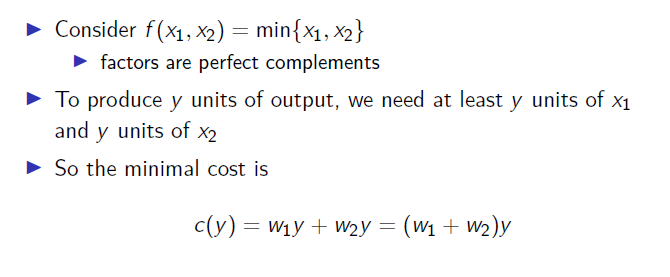 ▶ Consider f(x₁, x₂) = min{x₁, x₂}
▶ factors are perfect complements
▶ To produce y units of output, we need at least y units of x₁
and y units of x₂
▶ So the minimal cost is
c(y) = w₁y + w₂y = (w₁ + w₂)y